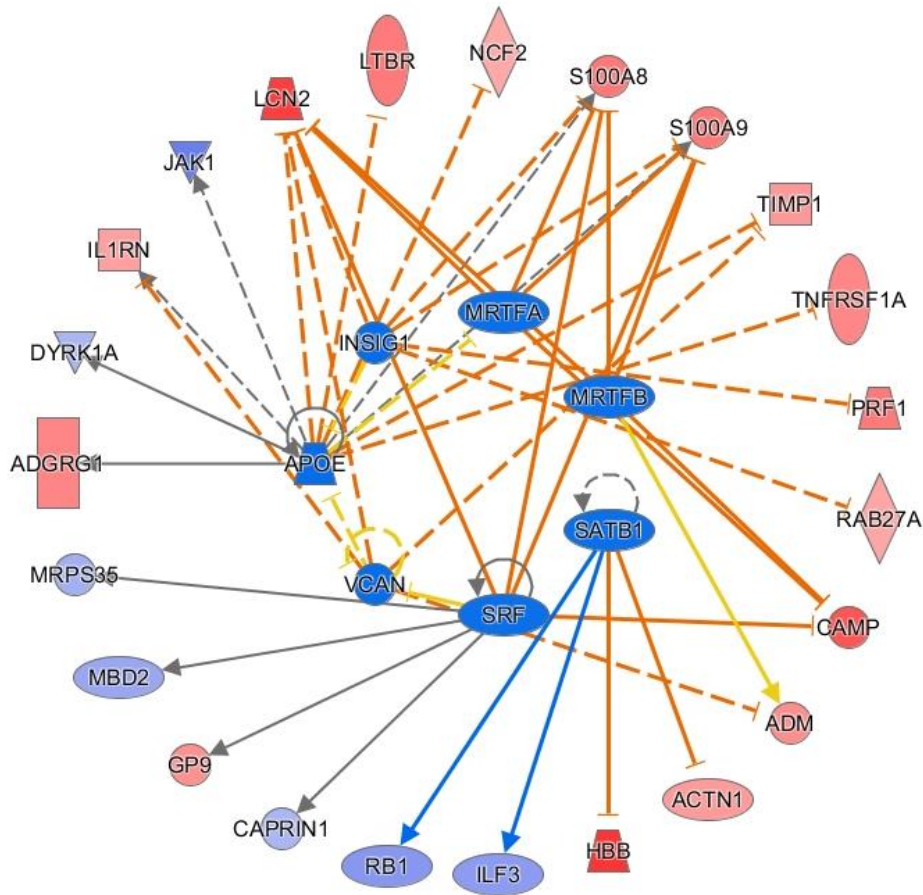 NCF2
LTBR
S100A8
LCN2
S100A9
JAK1
TIMP1
IL1RN
TNFRSF1A
MRTFA
INSIG1
DYRK1A
MRTFB
PRF1
ADGRG1
APOE
RAB27A
SATB1
MRPS35
VCAN
SRF
CAMP
MBD2
ADM
GP9
ACTN1
CAPRIN1
HBB
RB1
ILF3